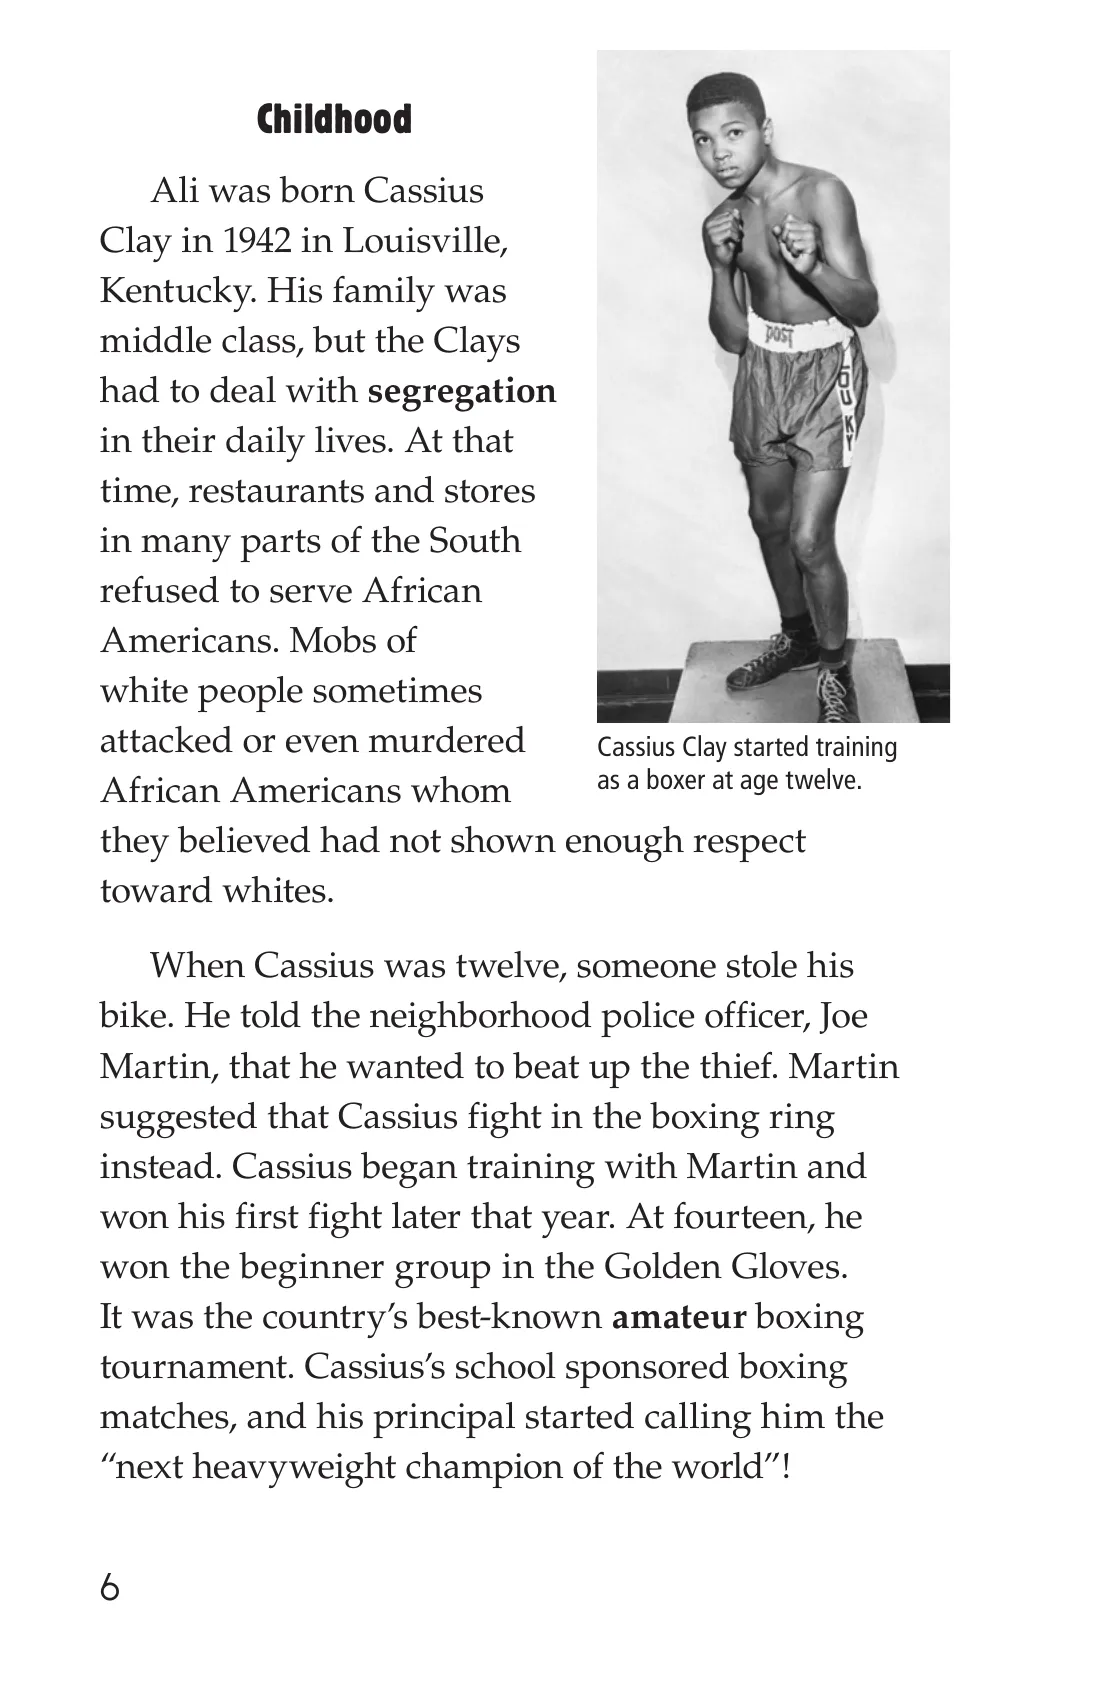 Childhood
Ali was born Cassius
Clay in 1942 in Louisville,
Kentucky. His family was
middle class, but the Clays
had to deal with segregation
in their daily lives. At that
time, restaurants and stores
in many parts of the South
refused to serve African
Americans. Mobs of
white people sometimes
attacked or even murdered
African Americans whom
they believed had not shown enough respect
toward whites.
POST
LOU KY
Cassius Clay started training
as a boxer at age twelve.
When Cassius was twelve, someone stole his
bike. He told the neighborhood police officer, Joe
Martin, that he wanted to beat up the thief. Martin
suggested that Cassius fight in the boxing ring
instead. Cassius began training with Martin and
won his first fight later that year. At fourteen, he
won the beginner group in the Golden Gloves.
It was the country’s best-known amateur boxing
tournament. Cassius’s school sponsored boxing
matches, and his principal started calling him the
“next heavyweight champion of the world”!
6